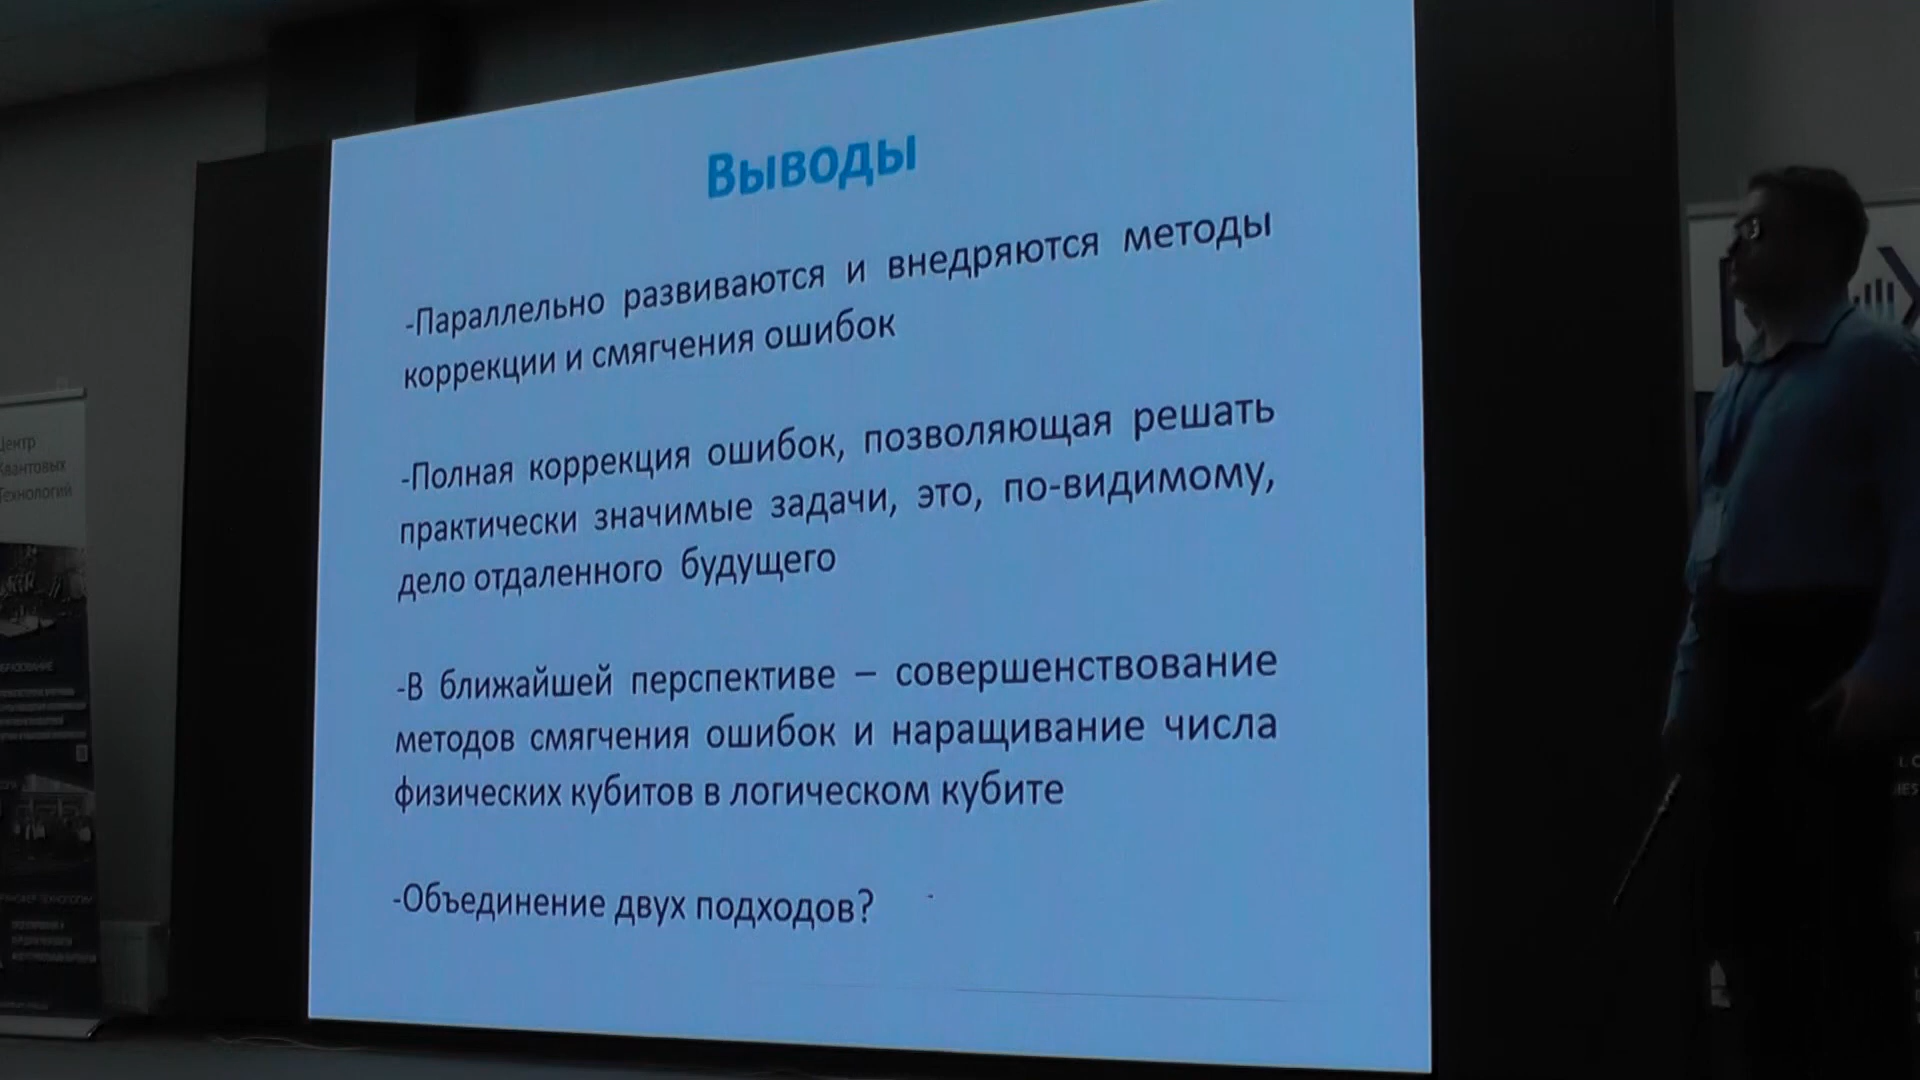 Выводы
-Параллельно развиваются и внедряются методы
коррекции и смягчения ошибок
-Полная коррекция ошибок, позволяющая решать
практически значимые задачи, это, по-видимому,
дело отдаленного будущего
-В ближайшей перспективе – совершенствование
методов смягчения ошибок и наращивание числа
физических кубитов в логическом кубите
-Объединение двух подходов?
Центр
Квантовых
Технологий